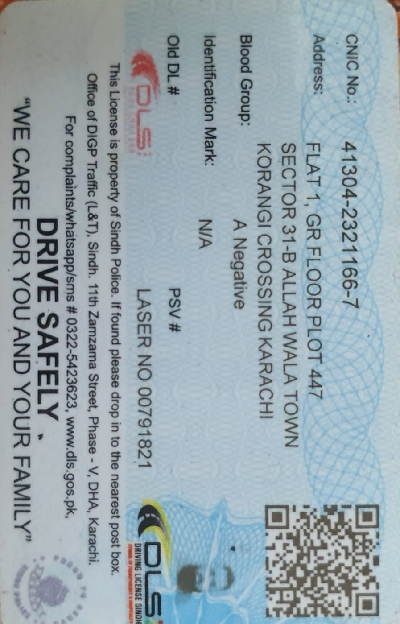 CNIC No.: 41304-2321166-7
Address: FLAT 1, GR FLOOR PLOT 447
SECTOR 31-B ALLAH WALA TOWN
KORANGI CROSSING KARACHI
Blood Group: A Negative
Identification Mark: N/A
Old DL # PSV #
LASER NO 00791821
DLS
DLS
DRIVING LICENSE SINDH
This License is property of Sindh Police. If found please drop in to the nearest post box.
Office of DIGP Traffic (L&T), Sindh. 11th Zamzama Street, Phase - V, DHA, Karachi.
For complaints/whatsapp/sms # 0322-5423623, www.dls.gos.pk,
DRIVE SAFELY
"WE CARE FOR YOU AND YOUR FAMILY"